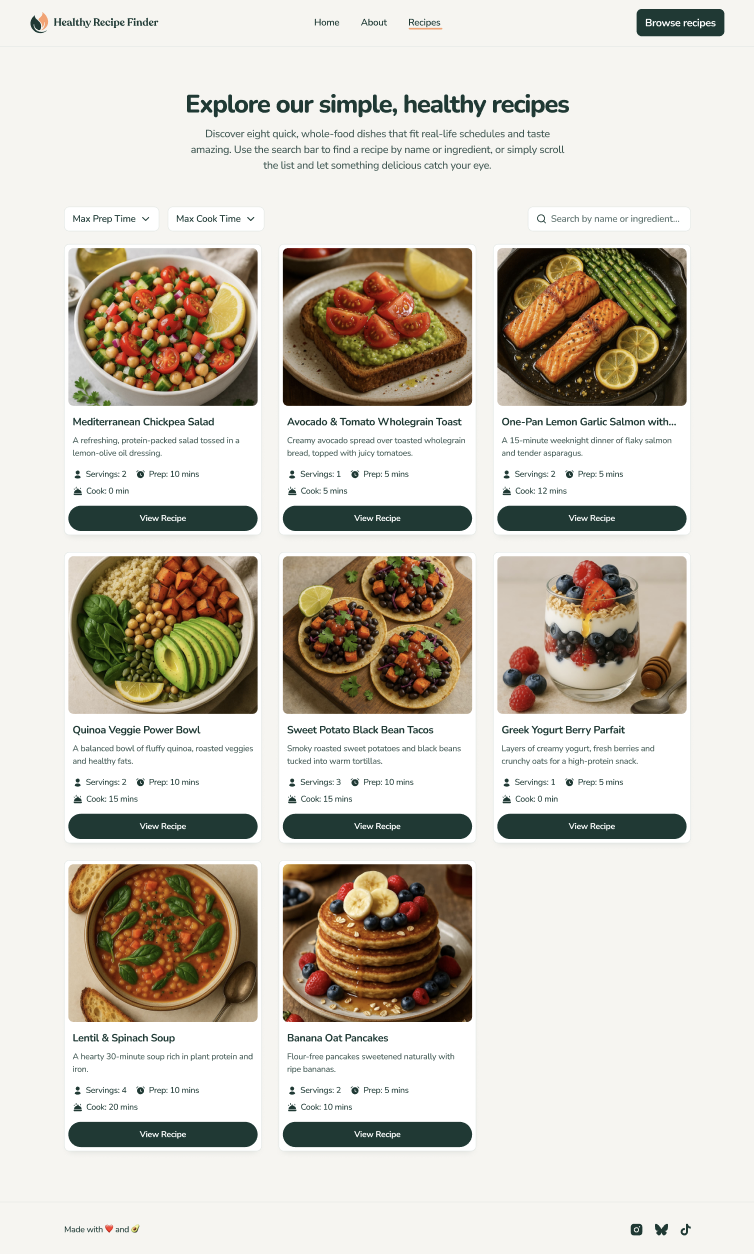 Healthy Recipe Finder
Home
About
Recipes
Browse recipes
Explore our simple, healthy recipes
Discover eight quick, whole-food dishes that fit real-life schedules and taste
amazing. Use the search bar to find a recipe by name or ingredient, or simply scroll
the list and let something delicious catch your eye.
Max Prep Time
Max Cook Time
Search by name or ingredient...
Mediterranean Chickpea Salad
A refreshing, protein-packed salad tossed in a
lemon-olive oil dressing.
Servings: 2 Prep: 10 mins
Cook: 0 min
View Recipe
Avocado & Tomato Wholegrain Toast
Creamy avocado spread over toasted wholegrain
bread, topped with juicy tomatoes.
Servings: 1 Prep: 5 mins
Cook: 5 mins
View Recipe
One-Pan Lemon Garlic Salmon with...
A 15-minute weeknight dinner of flaky salmon
and tender asparagus.
Servings: 2 Prep: 5 mins
Cook: 12 mins
View Recipe
Quinoa Veggie Power Bowl
A balanced bowl of fluffy quinoa, roasted veggies
and healthy fats.
Servings: 2 Prep: 10 mins
Cook: 15 mins
View Recipe
Sweet Potato Black Bean Tacos
Smoky roasted sweet potatoes and black beans
tucked into warm tortillas.
Servings: 3 Prep: 10 mins
Cook: 15 mins
View Recipe
Greek Yogurt Berry Parfait
Layers of creamy yogurt, fresh berries and
crunchy oats for a high-protein snack.
Servings: 1 Prep: 5 mins
Cook: 0 min
View Recipe
Lentil & Spinach Soup
A hearty 30-minute soup rich in plant protein and
iron.
Servings: 4 Prep: 10 mins
Cook: 20 mins
View Recipe
Banana Oat Pancakes
Flour-free pancakes sweetened naturally with
ripe bananas.
Servings: 2 Prep: 5 mins
Cook: 10 mins
View Recipe
Made with ❤️ and 🥑